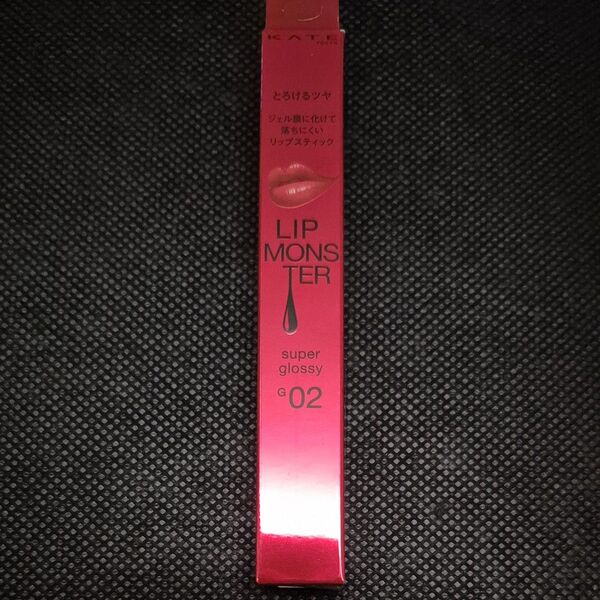 KATE
TOKYO
とろけるツヤ
ジェル膜に化けて
落ちにくい
リップスティック
LIP
MONS
TER
super
glossy
G 02